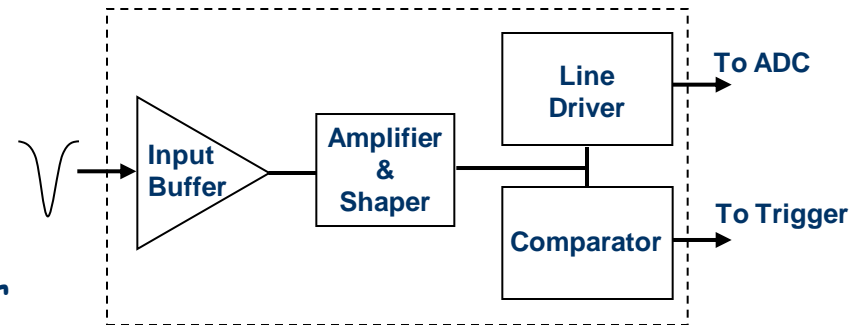 Input
Buffer
Amplifier
&
Shaper
Line
Driver
To ADC
Comparator
To Trigger